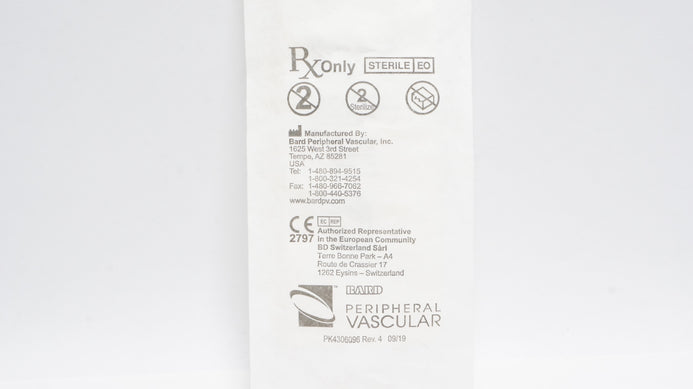 Rx Only STERILE EO
2 2 Sterilize
Manufactured By:
Bard Peripheral Vascular, Inc.
1625 West 3rd Street
Tempe, AZ 85281
USA
Tel: 1-480-894-9515
1-800-321-4254
Fax: 1-480-966-7062
1-800-440-5376
www.bardpv.com
CE EC REP
2797 Authorized Representative
in the European Community
BD Switzerland Sàrl
Terre Bonne Park – A4
Route de Crassier 17
1262 Eysins – Switzerland
BARD
PERIPHERAL
VASCULAR
PK4306096 Rev. 4 09/19